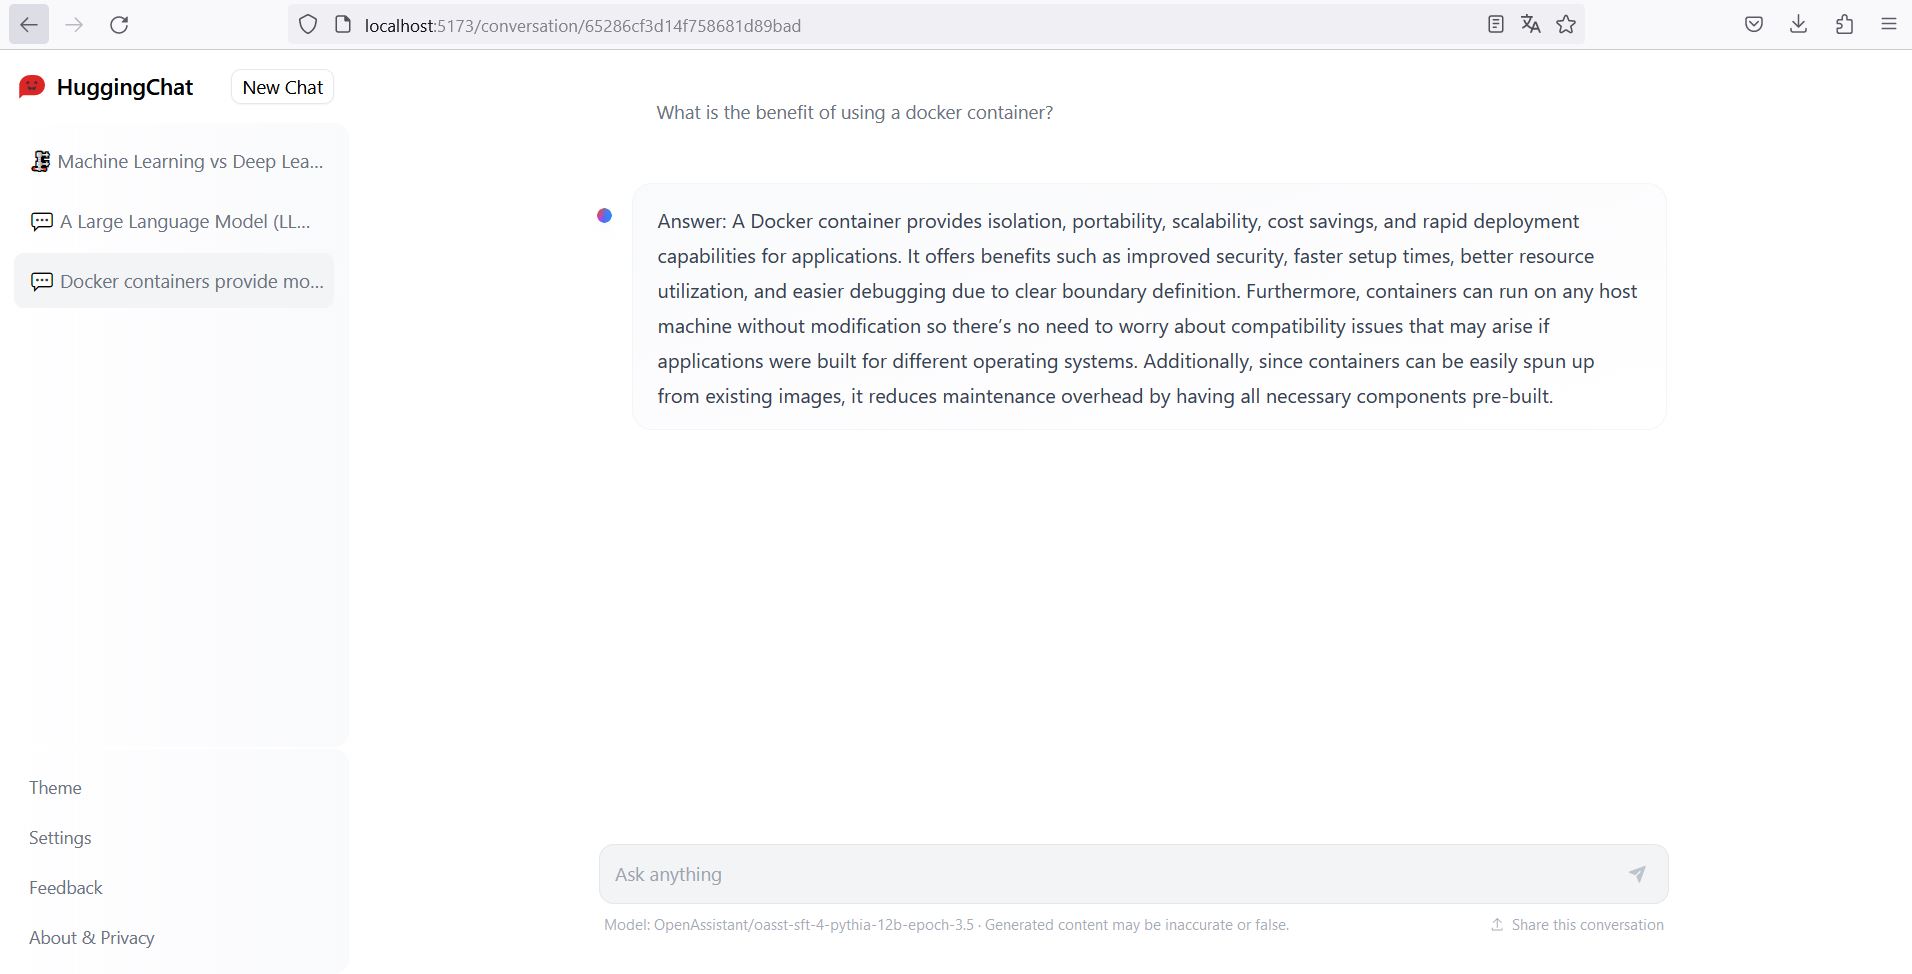 localhost:5173/conversation/65286cf3d14f758681d89bad
HuggingChat
New Chat
Machine Learning vs Deep Lea...
A Large Language Model (LL...
Docker containers provide mo...
Theme
Settings
Feedback
About & Privacy
What is the benefit of using a docker container?
Answer: A Docker container provides isolation, portability, scalability, cost savings, and rapid deployment
capabilities for applications. It offers benefits such as improved security, faster setup times, better resource
utilization, and easier debugging due to clear boundary definition. Furthermore, containers can run on any host
machine without modification so there’s no need to worry about compatibility issues that may arise if
applications were built for different operating systems. Additionally, since containers can be easily spun up
from existing images, it reduces maintenance overhead by having all necessary components pre-built.
Ask anything
Model: OpenAssistant/oasst-sft-4-pythia-12b-epoch-3.5 · Generated content may be inaccurate or false.
Share this conversation